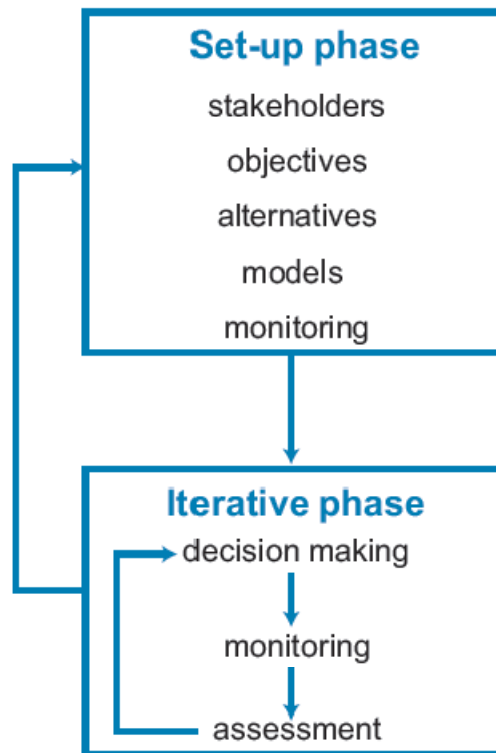 Set-up phase
stakeholders
objectives
alternatives
models
monitoring
Iterative phase
decision making
monitoring
assessment